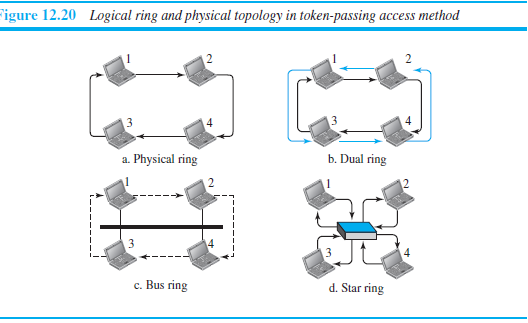 Figure 12.20 Logical ring and physical topology in token-passing access method
1 2
3 4
a. Physical ring
1 2
3 4
b. Dual ring
1 2
3 4
c. Bus ring
1 2
3 4
d. Star ring